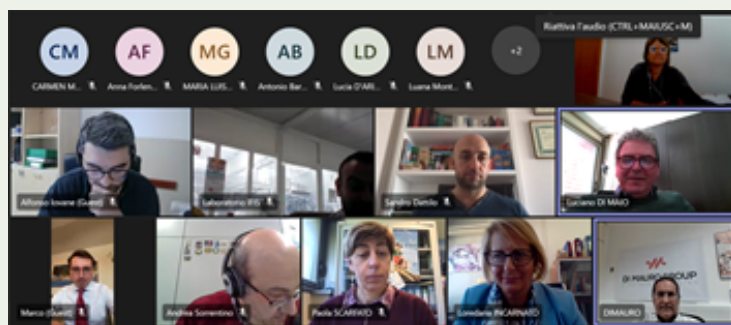 Riattiva l'audio (CTRL+MAIUSC+M)
CM AF MG AB LD LM +2
CARMEN M... Anna Forlen... MARIA LUIS... Antonio Bar... Lucia D'ARI... Luana Mont...
Alfonso Iovane (Guest) Laboratorio IFIS Sandro Danilo Luciano DI MAIO
DI MAURO GROUP
Marco (Guest) Andrea Sorrentino Paola SCARFATO Loredana INCARNATO DIMAURO